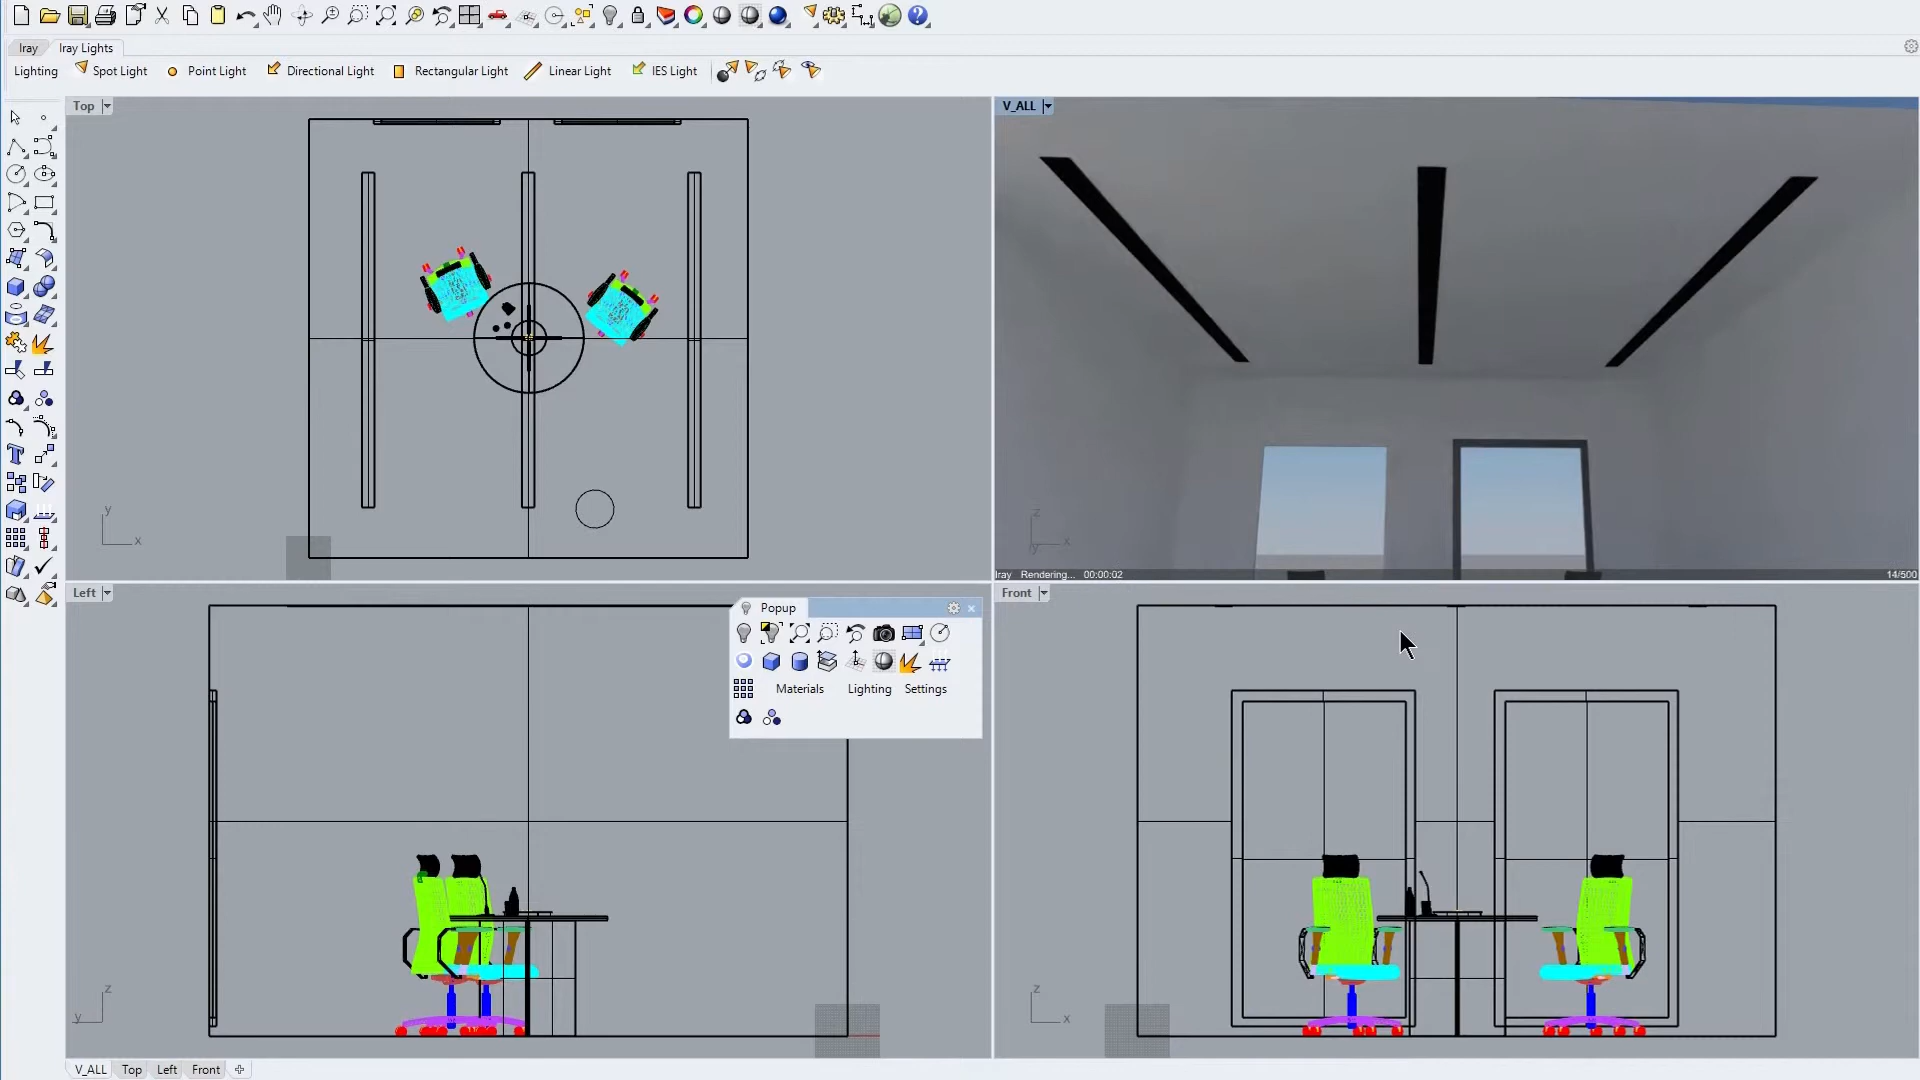 Iray Iray Lights
Lighting Spot Light Point Light Directional Light Rectangular Light Linear Light IES Light
Top
y
x
V_ALL
z
y x
Iray Rendering... 00:00:02 14/500
Left
z
y
Popup
Materials Lighting Settings
Front
z
x
V_ALL Top Left Front